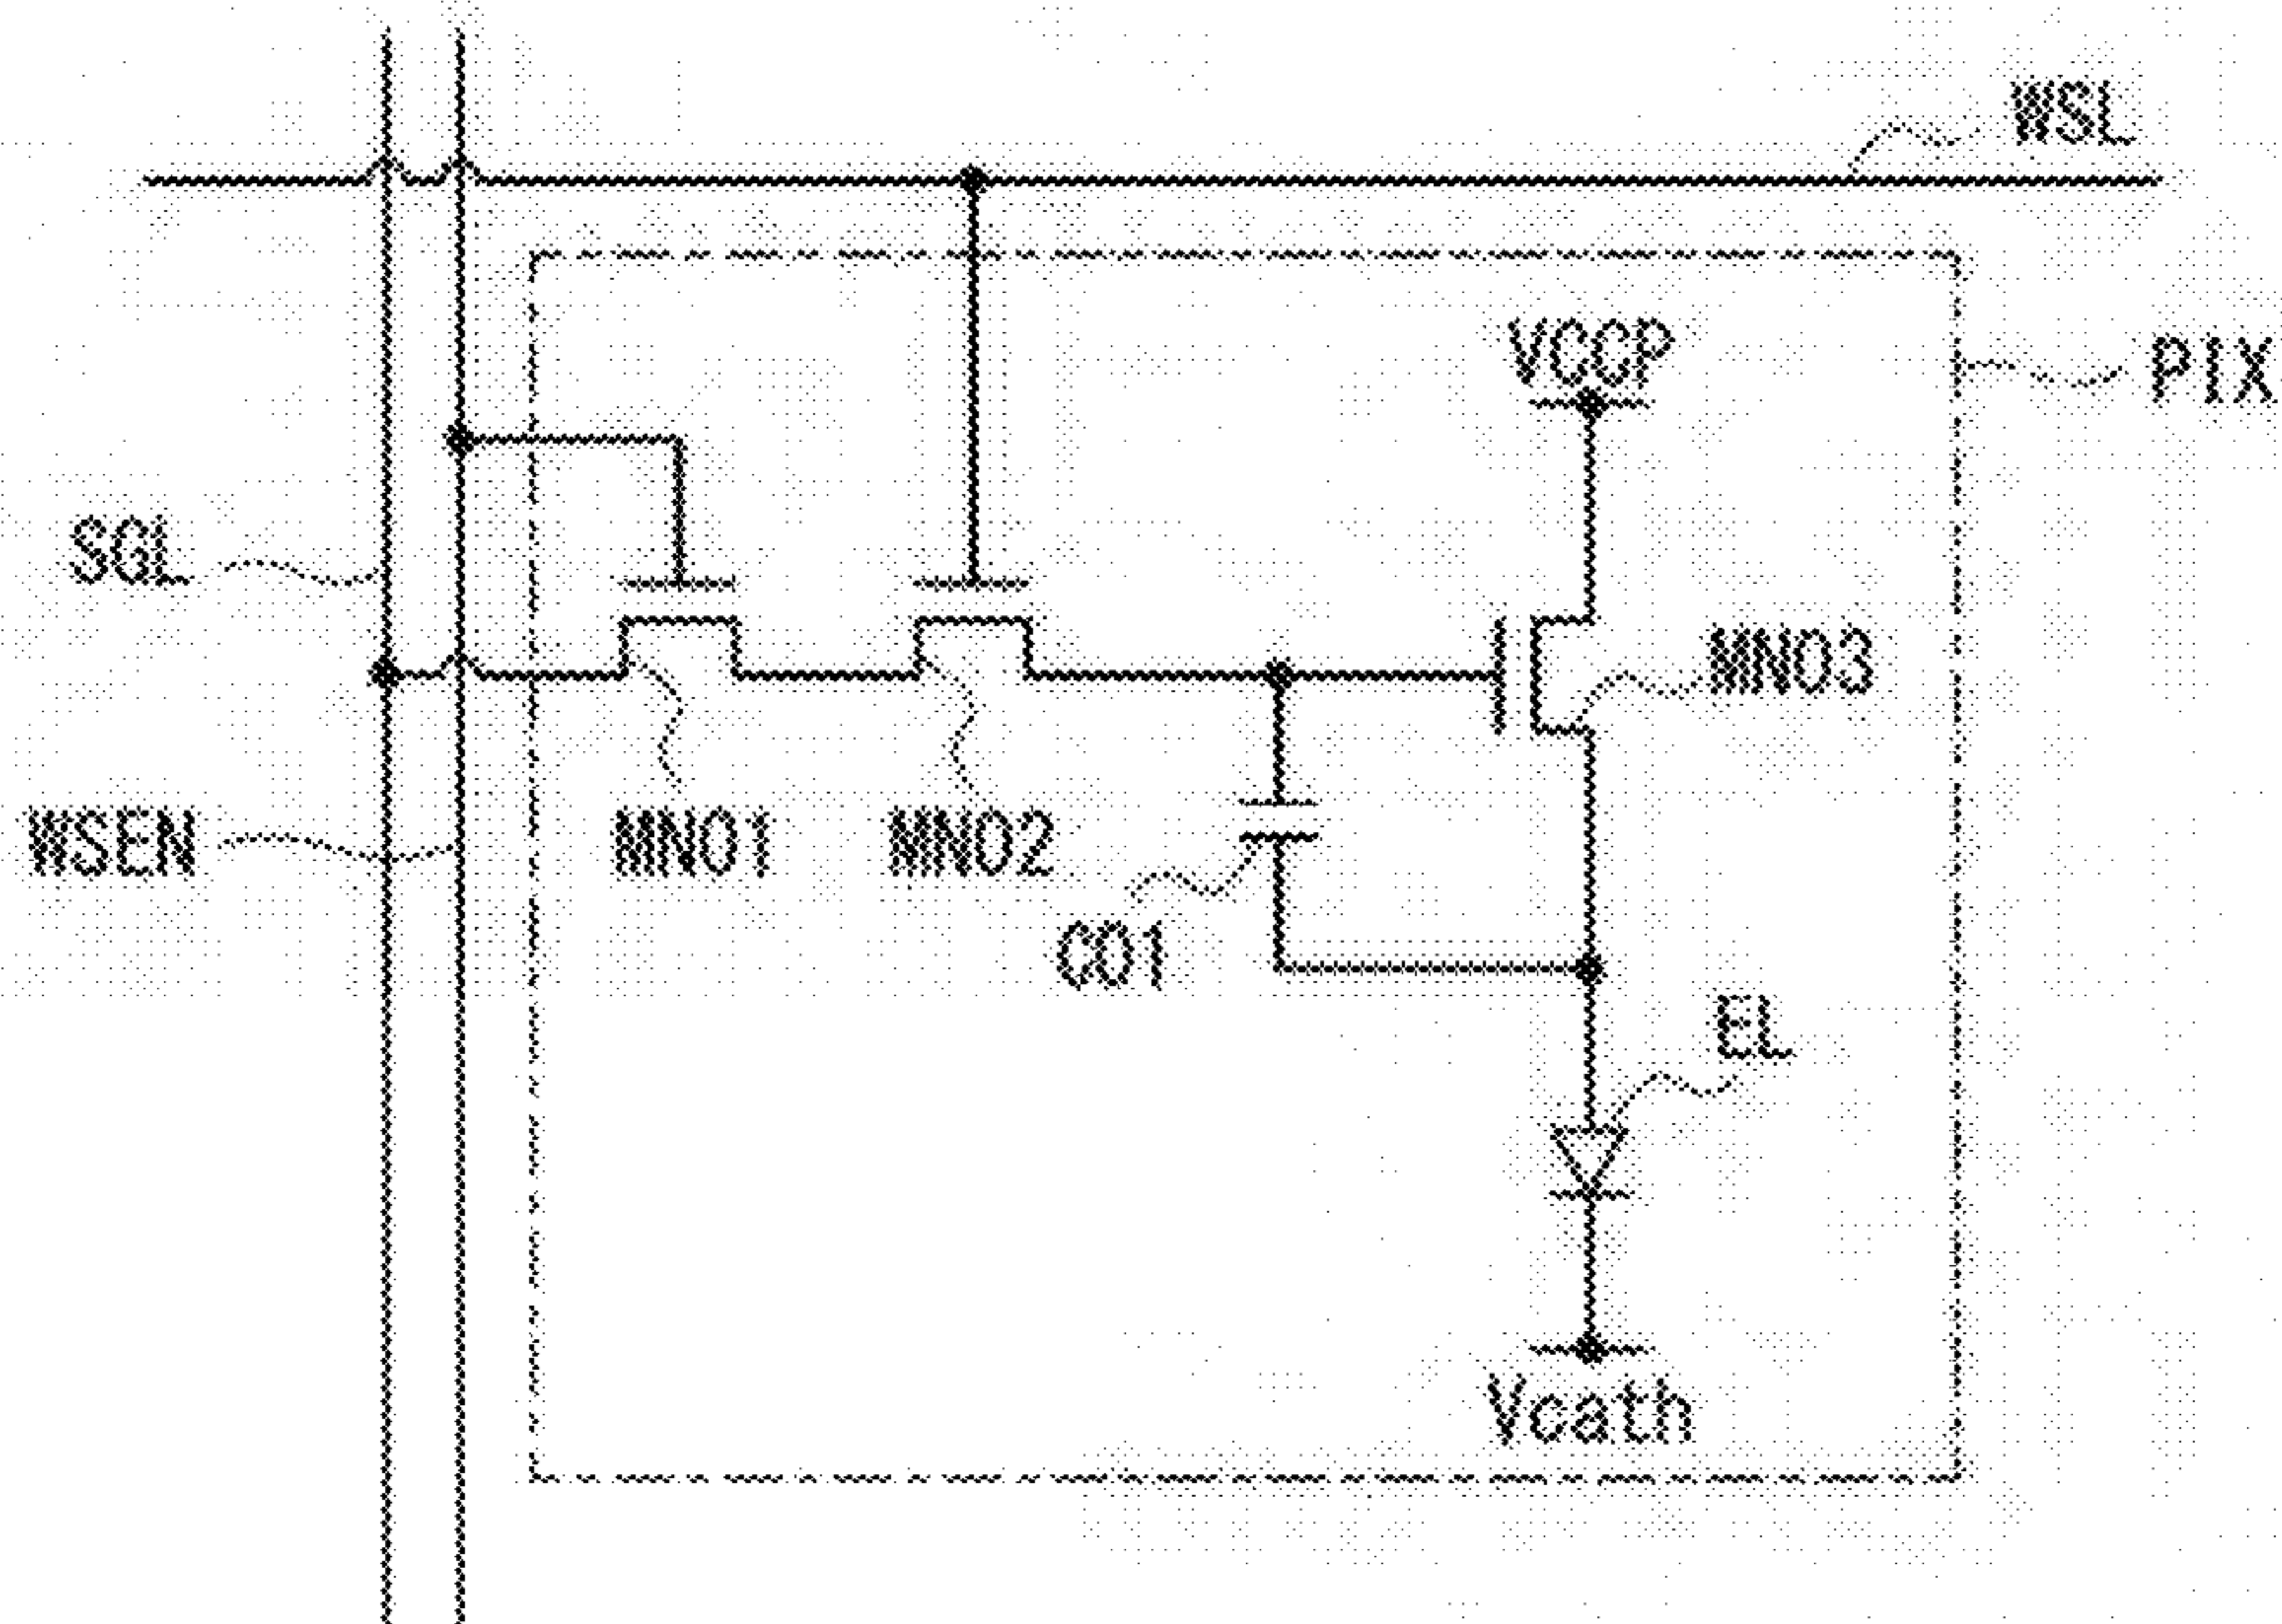 WSL
VCCP
PIX
SGL
MN03
WSEN
MN01
MN02
C01
EL
Vcath